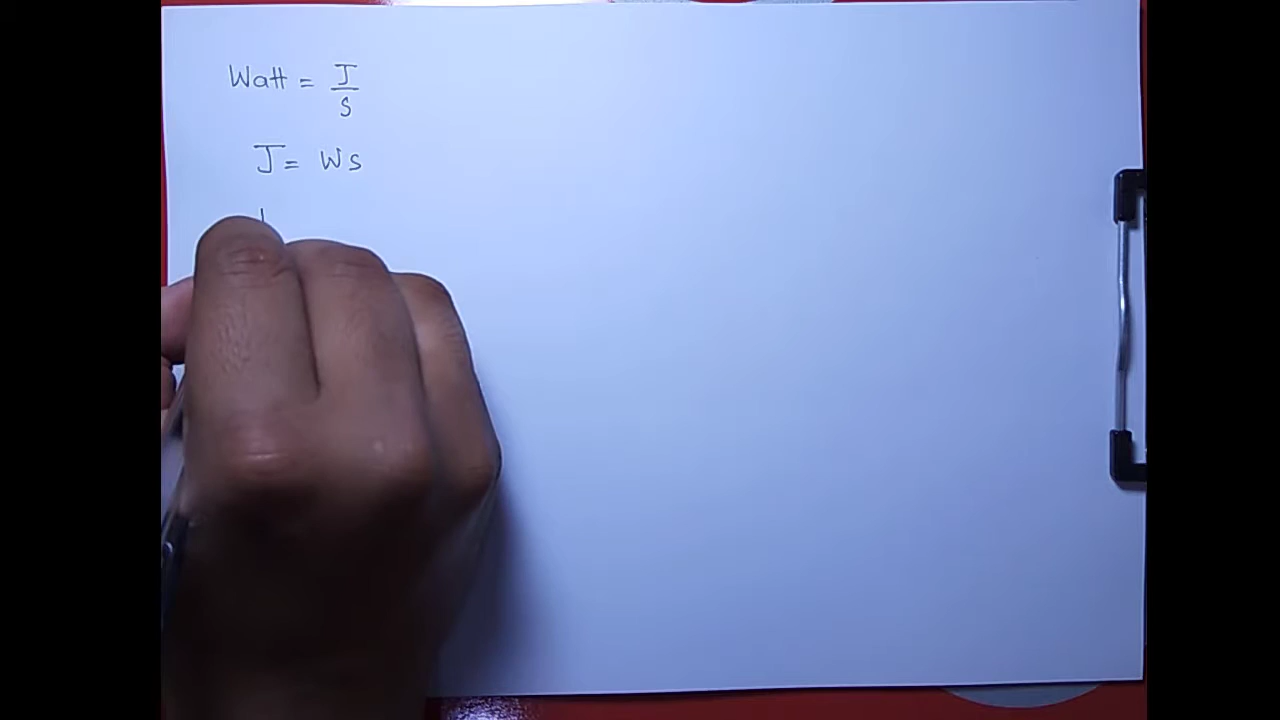 Watt = J/s
J = Ws